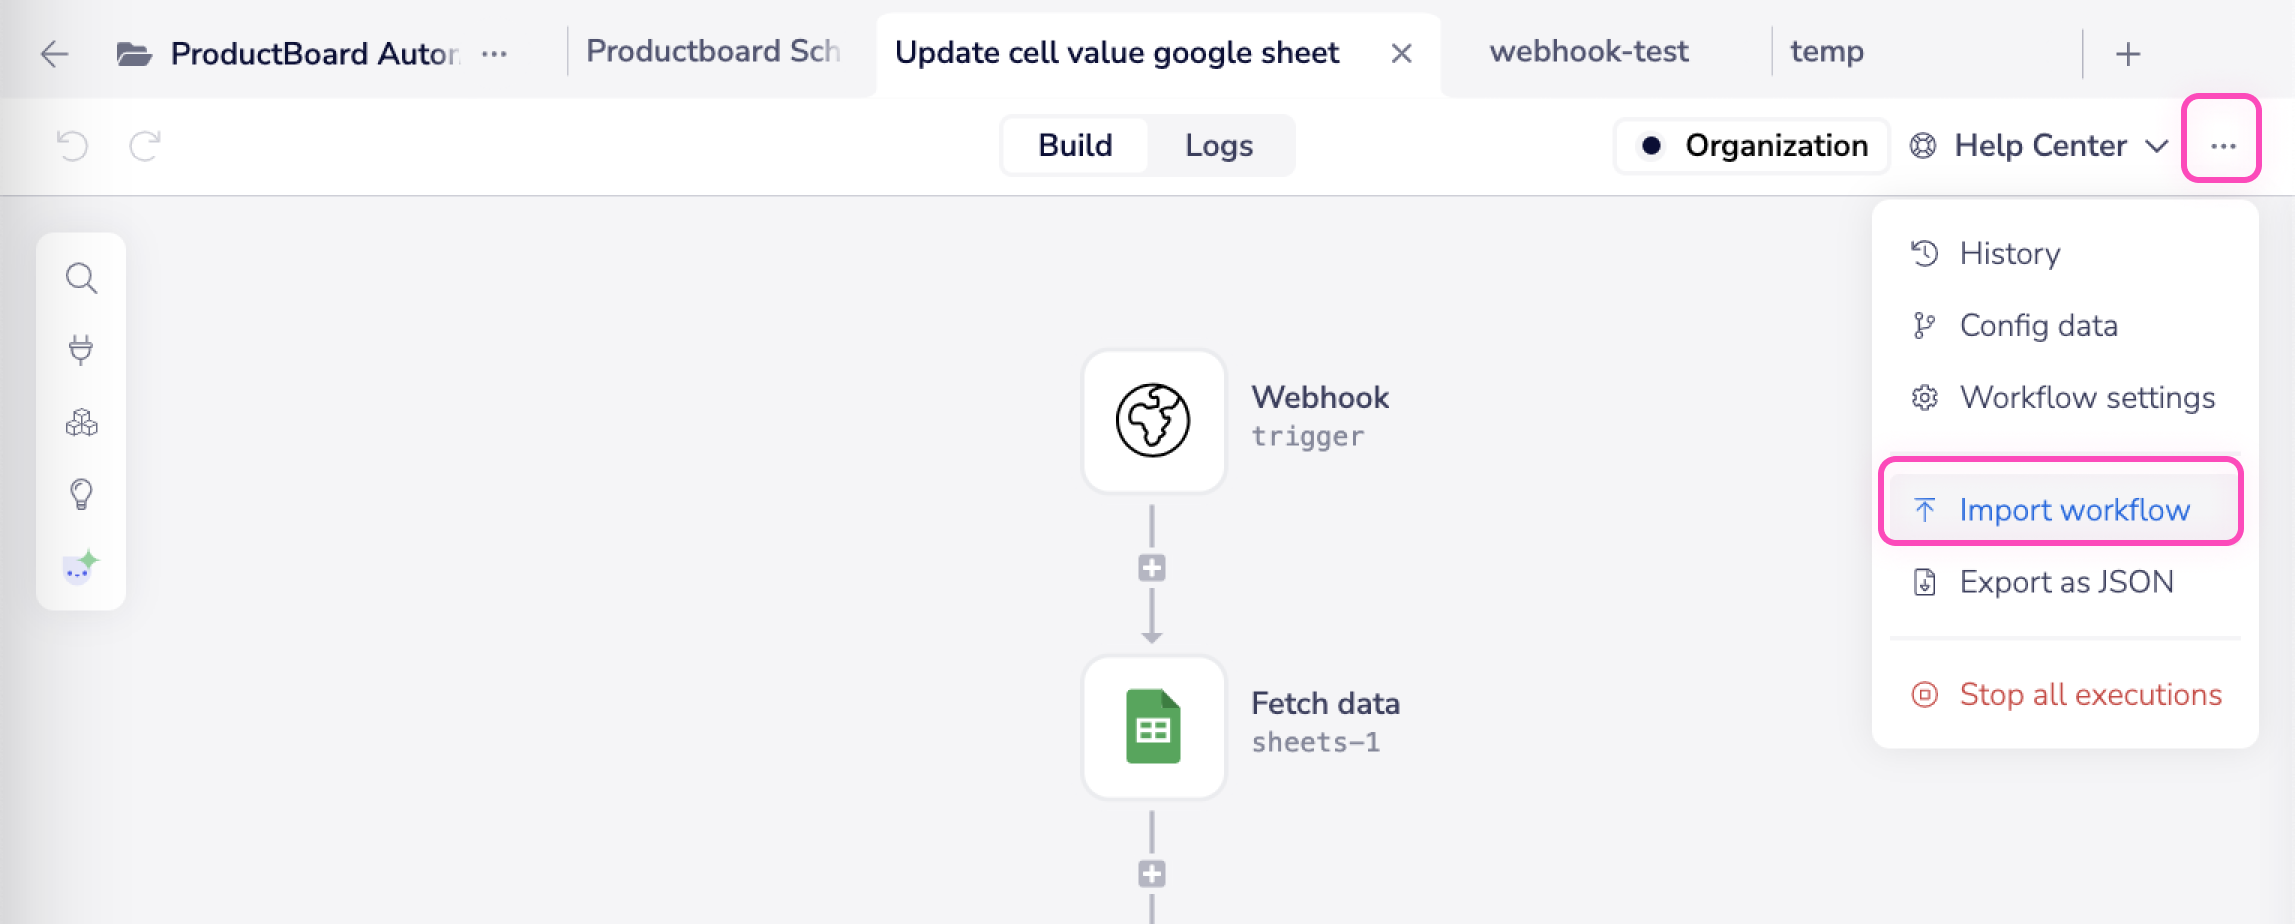 ProductBoard Autor
Productboard Sch
Update cell value google sheet
webhook-test
temp
Build
Logs
Organization
Help Center
History
Config data
Workflow settings
Import workflow
Export as JSON
Stop all executions
Webhook
trigger
Fetch data
sheets-1